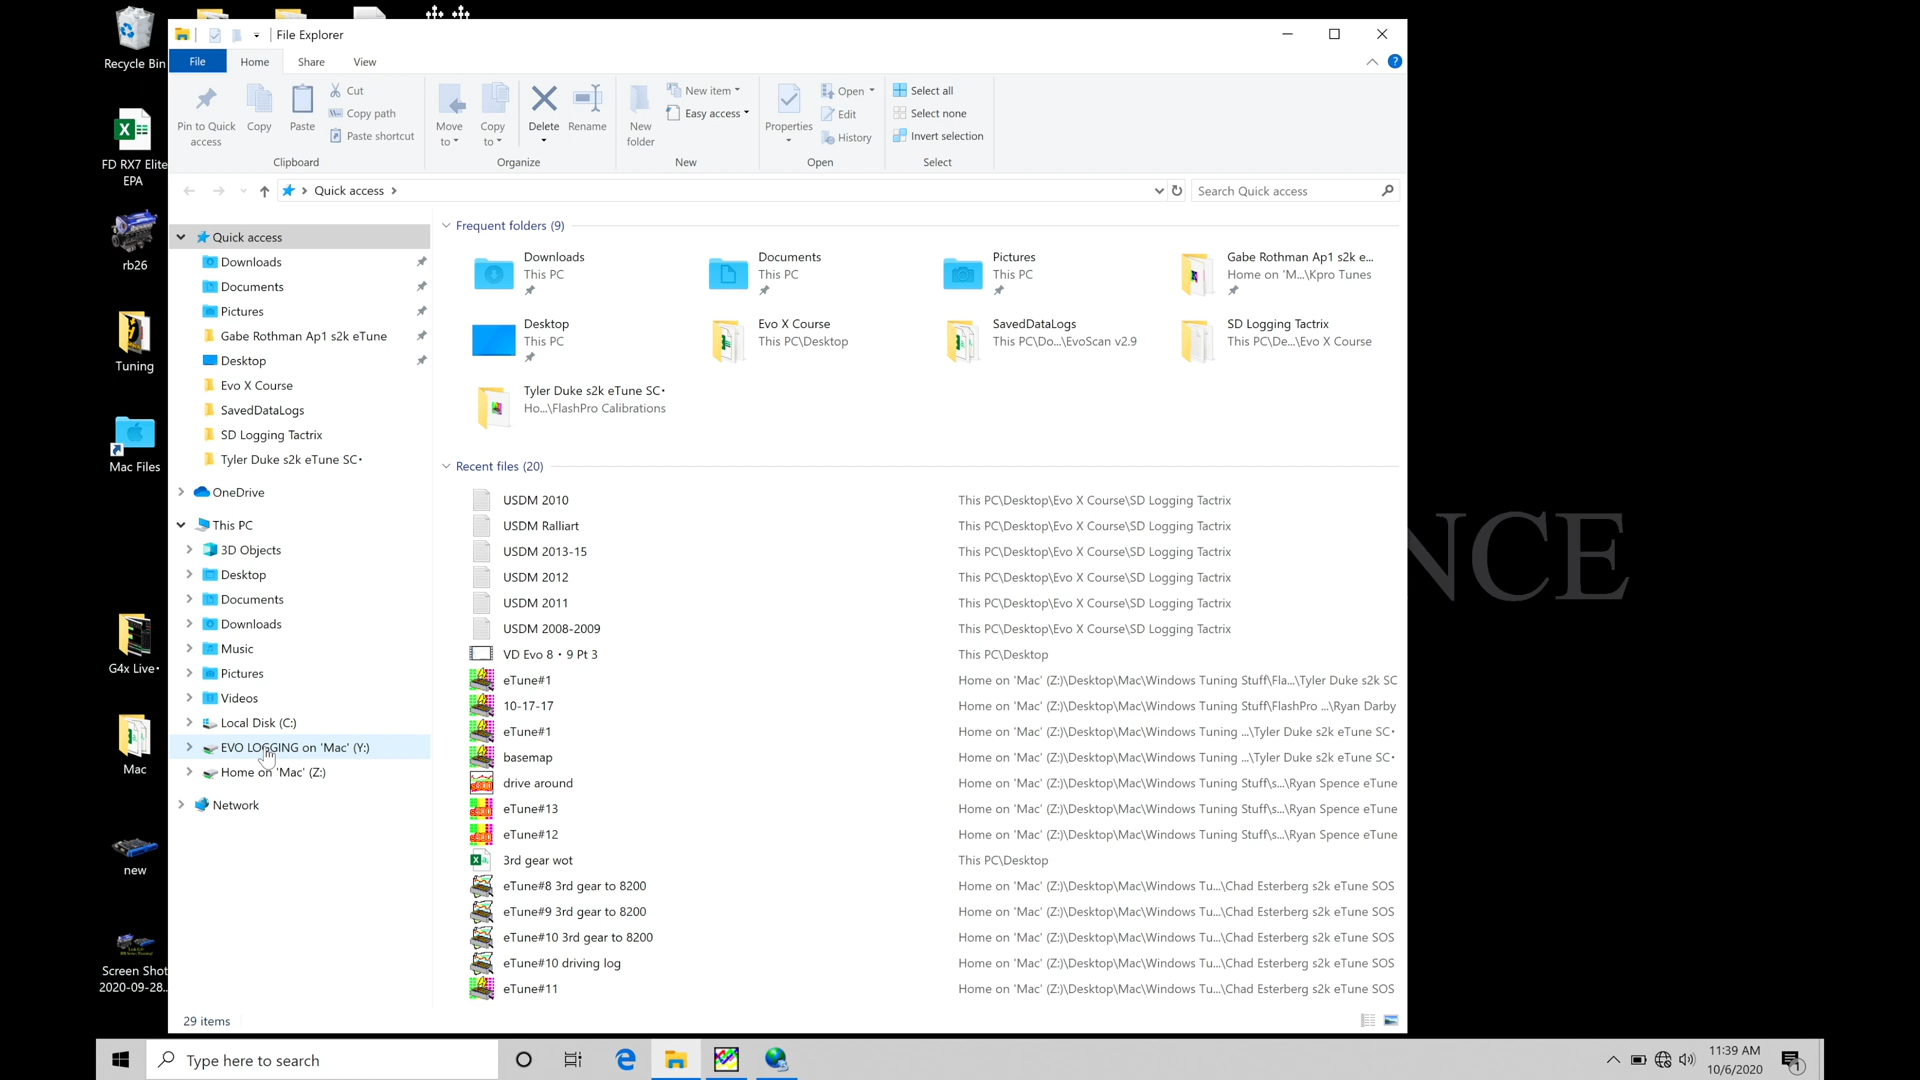 Recycle Bin
FD RX7 Elite
EPA
rb26
Tuning
Mac Files
G4x Live•
Mac
new
Screen Shot
2020-09-28...
File Explorer
File
Home
Share
View
?
Pin to Quick
access
Copy
Paste
Cut
Copy path
Paste shortcut
Clipboard
Move
to
Copy
to
Delete
Rename
Organize
New
folder
New item
Easy access
New
Properties
Open
Edit
History
Open
Select all
Select none
Invert selection
Select
Quick access
Search Quick access
Quick access
Downloads
Documents
Pictures
Gabe Rothman Ap1 s2k eTune
Desktop
Evo X Course
SavedDataLogs
SD Logging Tactrix
Tyler Duke s2k eTune SC•
OneDrive
This PC
3D Objects
Desktop
Documents
Downloads
Music
Pictures
Videos
Local Disk (C:)
EVO LOGGING on 'Mac' (Y:)
Home on 'Mac' (Z:)
Network
Frequent folders (9)
Downloads
This PC
Documents
This PC
Pictures
This PC
Gabe Rothman Ap1 s2k e...
Home on 'M...\Kpro Tunes
Desktop
This PC
Evo X Course
This PC\Desktop
SavedDataLogs
This PC\Do...\EvoScan v2.9
SD Logging Tactrix
This PC\De...\Evo X Course
Tyler Duke s2k eTune SC•
Ho...\FlashPro Calibrations
Recent files (20)
USDM 2010 This PC\Desktop\Evo X Course\SD Logging Tactrix
USDM Ralliart This PC\Desktop\Evo X Course\SD Logging Tactrix
USDM 2013-15 This PC\Desktop\Evo X Course\SD Logging Tactrix
USDM 2012 This PC\Desktop\Evo X Course\SD Logging Tactrix
USDM 2011 This PC\Desktop\Evo X Course\SD Logging Tactrix
USDM 2008-2009 This PC\Desktop\Evo X Course\SD Logging Tactrix
VD Evo 8 • 9 Pt 3 This PC\Desktop
eTune#1 Home on 'Mac' (Z:)\Desktop\Mac\Windows Tuning Stuff\Fla...\Tyler Duke s2k SC
10-17-17 Home on 'Mac' (Z:)\Desktop\Mac\Windows Tuning Stuff\FlashPro ...\Ryan Darby
eTune#1 Home on 'Mac' (Z:)\Desktop\Mac\Windows Tuning ...\Tyler Duke s2k eTune SC•
basemap Home on 'Mac' (Z:)\Desktop\Mac\Windows Tuning ...\Tyler Duke s2k eTune SC•
drive around Home on 'Mac' (Z:)\Desktop\Mac\Windows Tuning Stuff\s...\Ryan Spence eTune
eTune#13 Home on 'Mac' (Z:)\Desktop\Mac\Windows Tuning Stuff\s...\Ryan Spence eTune
eTune#12 Home on 'Mac' (Z:)\Desktop\Mac\Windows Tuning Stuff\s...\Ryan Spence eTune
3rd gear wot This PC\Desktop
eTune#8 3rd gear to 8200 Home on 'Mac' (Z:)\Desktop\Mac\Windows Tu...\Chad Esterberg s2k eTune SOS
eTune#9 3rd gear to 8200 Home on 'Mac' (Z:)\Desktop\Mac\Windows Tu...\Chad Esterberg s2k eTune SOS
eTune#10 3rd gear to 8200 Home on 'Mac' (Z:)\Desktop\Mac\Windows Tu...\Chad Esterberg s2k eTune SOS
eTune#10 driving log Home on 'Mac' (Z:)\Desktop\Mac\Windows Tu...\Chad Esterberg s2k eTune SOS
eTune#11 Home on 'Mac' (Z:)\Desktop\Mac\Windows Tu...\Chad Esterberg s2k eTune SOS
29 items
NCE
Type here to search
11:39 AM
10/6/2020
1